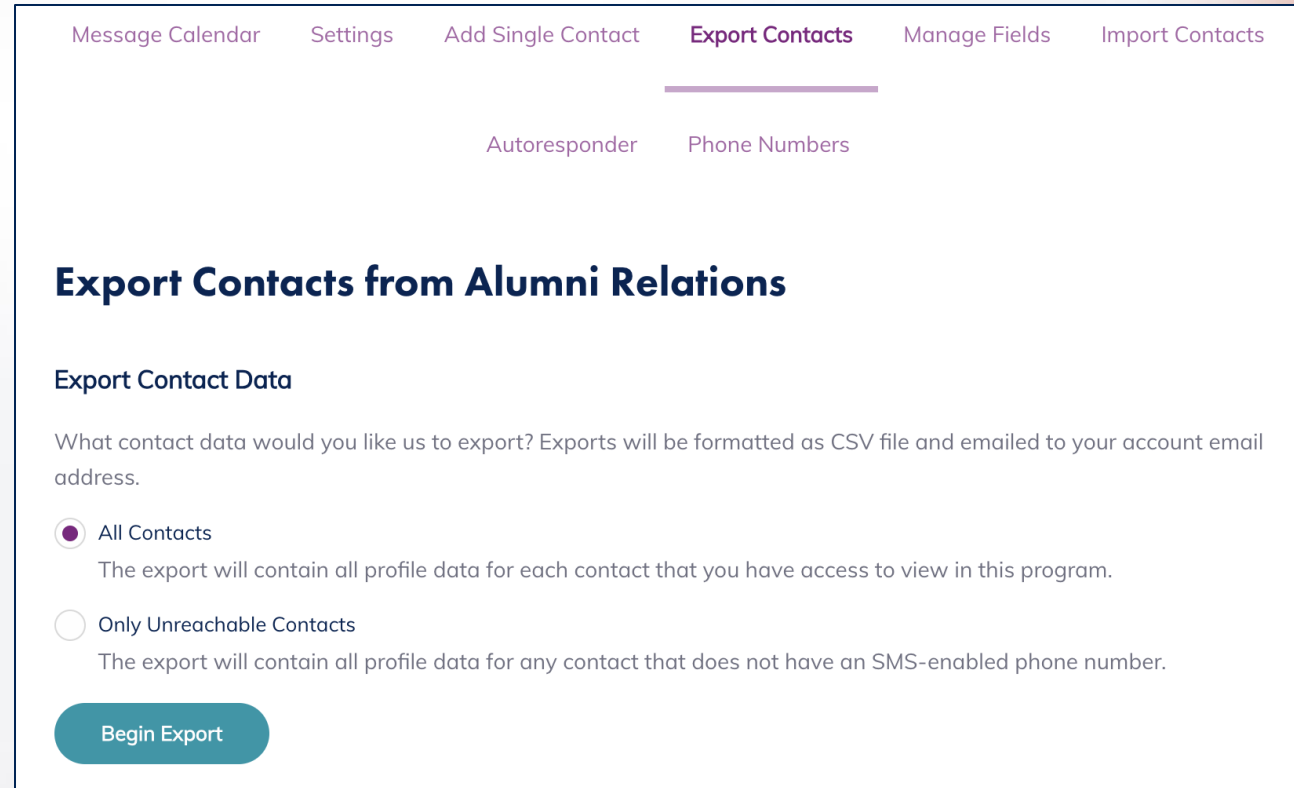 Message Calendar Settings Add Single Contact Export Contacts Manage Fields Import Contacts
Autoresponder Phone Numbers
Export Contacts from Alumni Relations
Export Contact Data
What contact data would you like us to export? Exports will be formatted as CSV file and emailed to your account email
address.
All Contacts
The export will contain all profile data for each contact that you have access to view in this program.
Only Unreachable Contacts
The export will contain all profile data for any contact that does not have an SMS-enabled phone number.
Begin Export